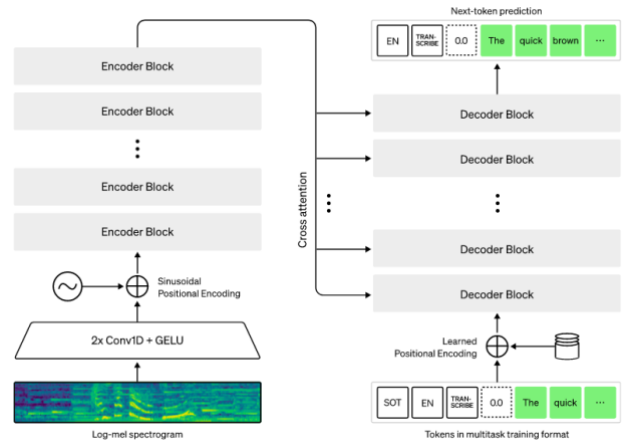 Next-token prediction
EN TRAN-SCRIBE 0.0 The quick brown ...
Encoder Block
Encoder Block
Encoder Block
Encoder Block
Sinusoidal
Positional Encoding
2x Conv1D + GELU
Log-mel spectrogram
Cross attention
Decoder Block
Decoder Block
Decoder Block
Decoder Block
Learned
Positional Encoding
SOT EN TRAN-SCRIBE 0.0 The quick ...
Tokens in multitask training format